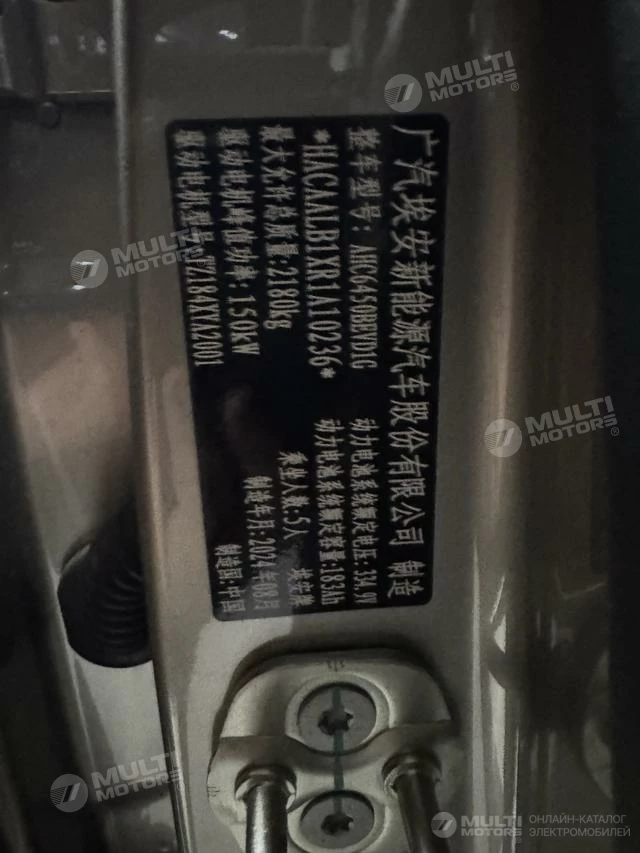 广汽埃安新能源汽车股份有限公司 制造
整车型号: AHC6450BEVD1G 动力电池系统额定电压:334.9V
*HACAALB1XR1A10236* 动力电池系统额定容量:183Ah
最大允许总质量:2180kg 乘坐人数:5人 埃安牌
驱动电机峰值功率: 150kW 制造年月: 2024年08月
驱动电机型号:TZ184XYA2001 制造国:中国
MULTI MOTORS®
MULTI MOTORS®
MULTI MOTORS®
MULTI MOTORS®
MULTI MOTORS®
ОНЛАЙН-КАТАЛОГ
ЭЛЕКТРОМОБИЛЕЙ